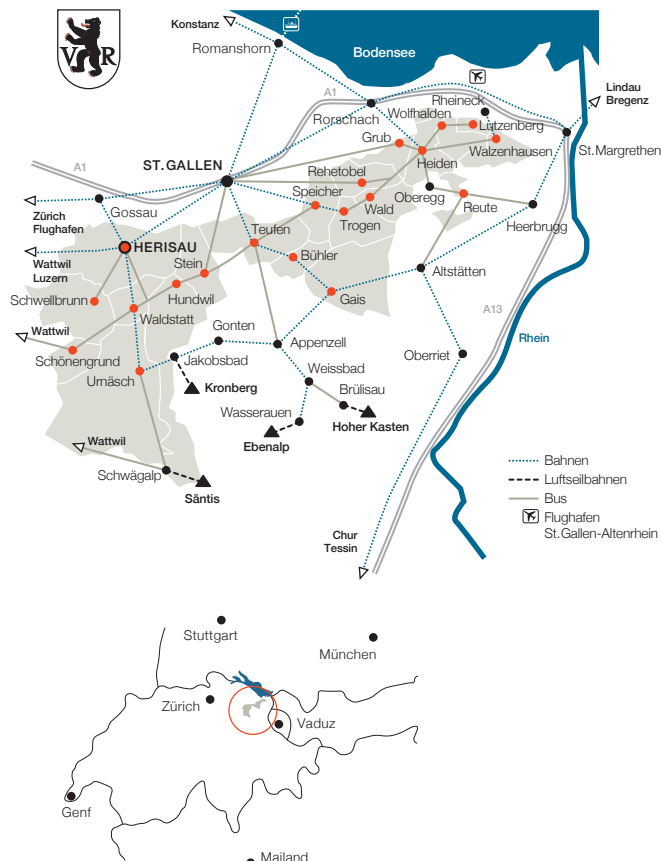 Konstanz
Romanshorn
V R
Bodensee
A1
Lindau
Bregenz
Rheineck
Rorschach
Wolfhalden
Lutzenberg
Grub
St.Margrethen
Walzenhausen
Heiden
A1
ST.GALLEN
Rehetobel
Speicher
Oberegg
Wald
Reute
Zürich
Flughafen
Gossau
Trogen
Heerbrugg
Teufen
HERISAU
Wattwil
Luzern
Stein
Bühler
Altstätten
Schwellbrunn
Hundwil
Gais
A13
Waldstatt
Wattwil
Gonten
Appenzell
Rhein
Schönengrund
Jakobsbad
Oberriet
Weissbad
Urnäsch
Kronberg
Brülisau
Wasserauen
Hoher Kasten
Wattwil
Ebenalp
Schwägalp
Säntis
Bahnen
Luftseilbahnen
Bus
Flughafen
St.Gallen-Altenrhein
Chur
Tessin
Stuttgart
München
Zürich
Vaduz
Genf
Mailand